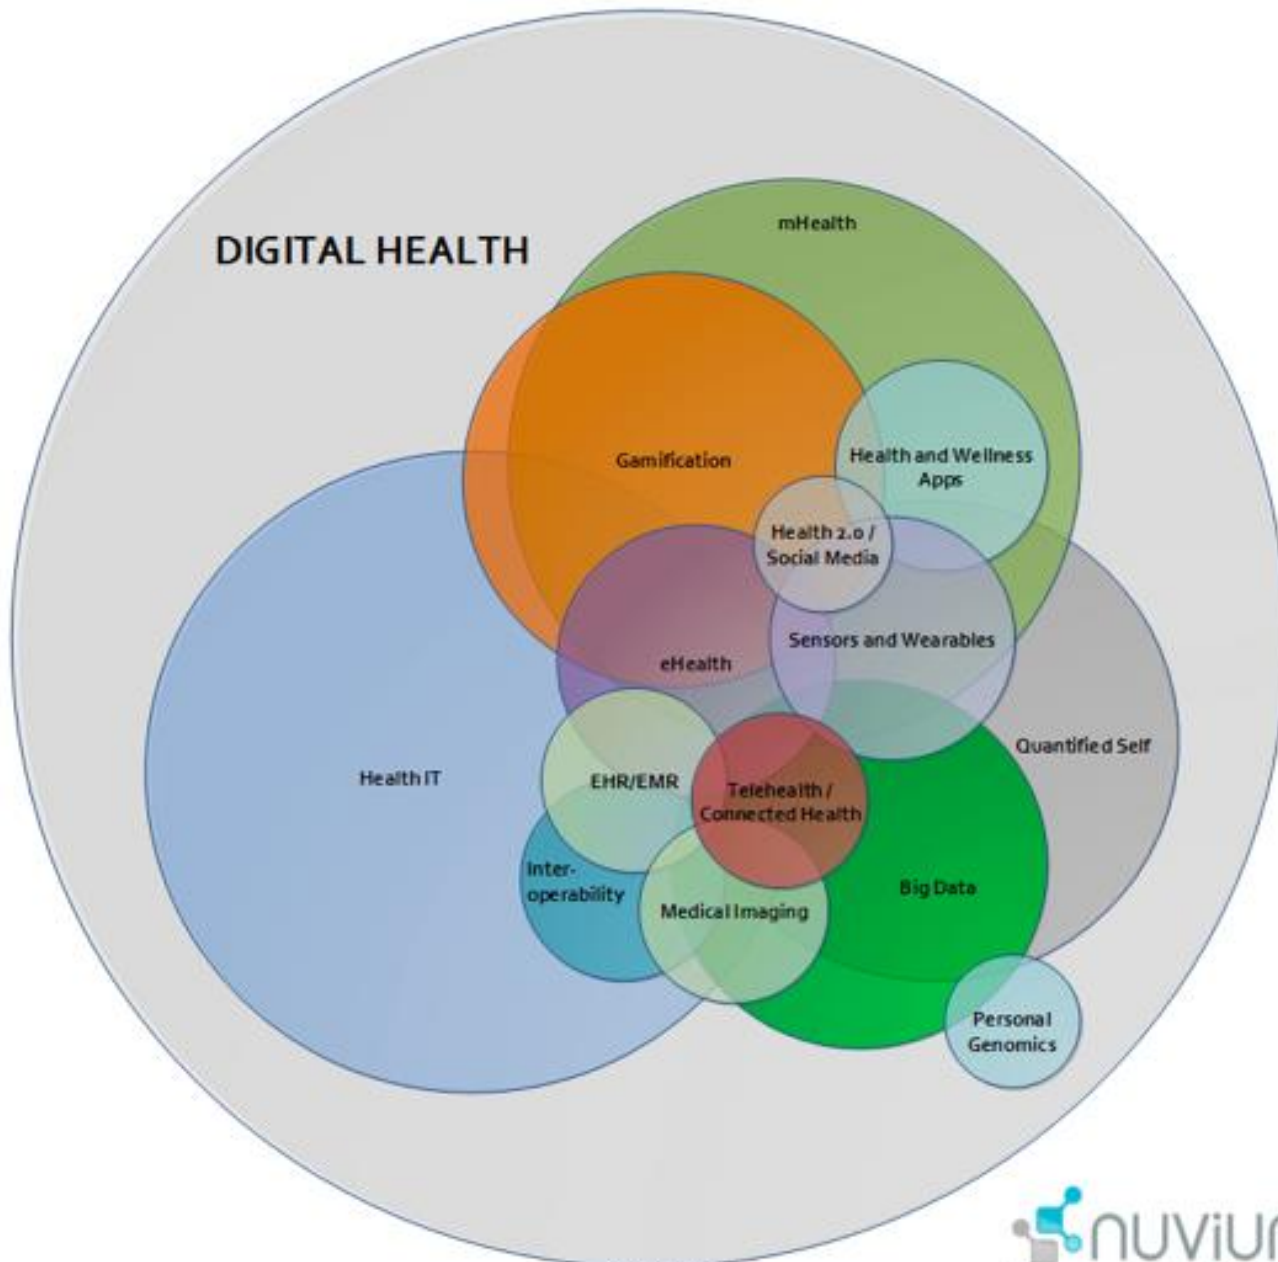 mHealth
DIGITAL HEALTH
Gamification
Health and Wellness
Apps
Health 2.0 /
Social Media
Sensors and Wearables
eHealth
Quantified Self
Health IT
EHR/EMR
Telehealth /
Connected Health
Inter-
operability
Big Data
Medical Imaging
Personal
Genomics